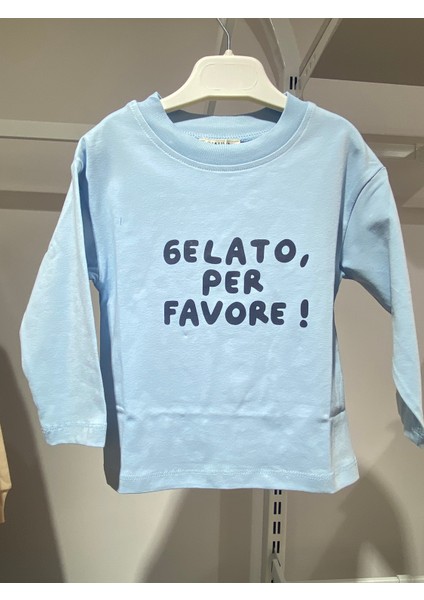 GELATO,
PER
FAVORE !